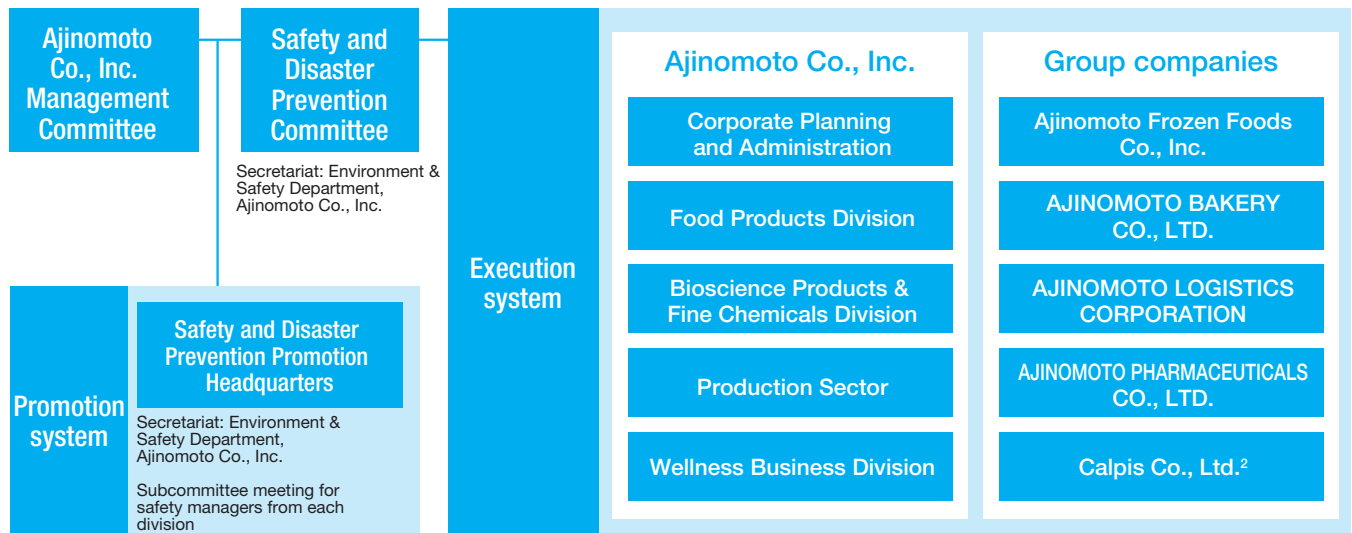 Ajinomoto
Co., Inc.
Management
Committee
Safety and
Disaster
Prevention
Committee
Secretariat: Environment &
Safety Department,
Ajinomoto Co., Inc.
Promotion
system
Safety and Disaster
Prevention Promotion
Headquarters
Secretariat: Environment &
Safety Department,
Ajinomoto Co., Inc.
Subcommittee meeting for
safety managers from each
division
Execution
system
Ajinomoto Co., Inc.
Corporate Planning
and Administration
Food Products Division
Bioscience Products &
Fine Chemicals Division
Production Sector
Wellness Business Division
Group companies
Ajinomoto Frozen Foods
Co., Inc.
AJINOMOTO BAKERY
CO., LTD.
AJINOMOTO LOGISTICS
CORPORATION
AJINOMOTO PHARMACEUTICALS
CO., LTD.
Calpis Co., Ltd.²